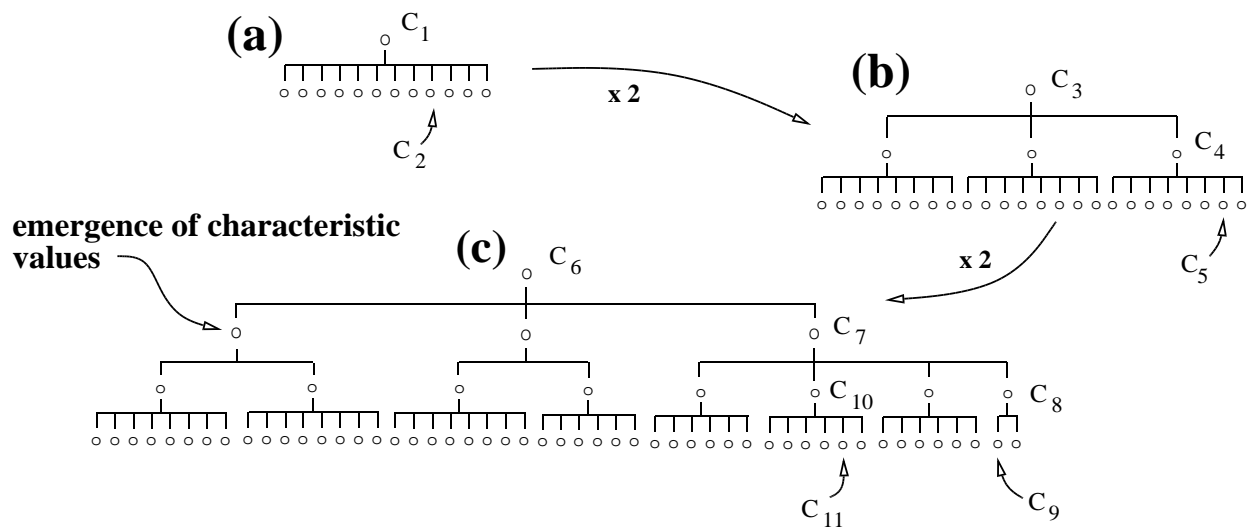 (a)
C1
C2
x 2
(b)
C3
C4
C5
x 2
emergence of characteristic
values
(c)
C6
C7
C10
C8
C11
C9